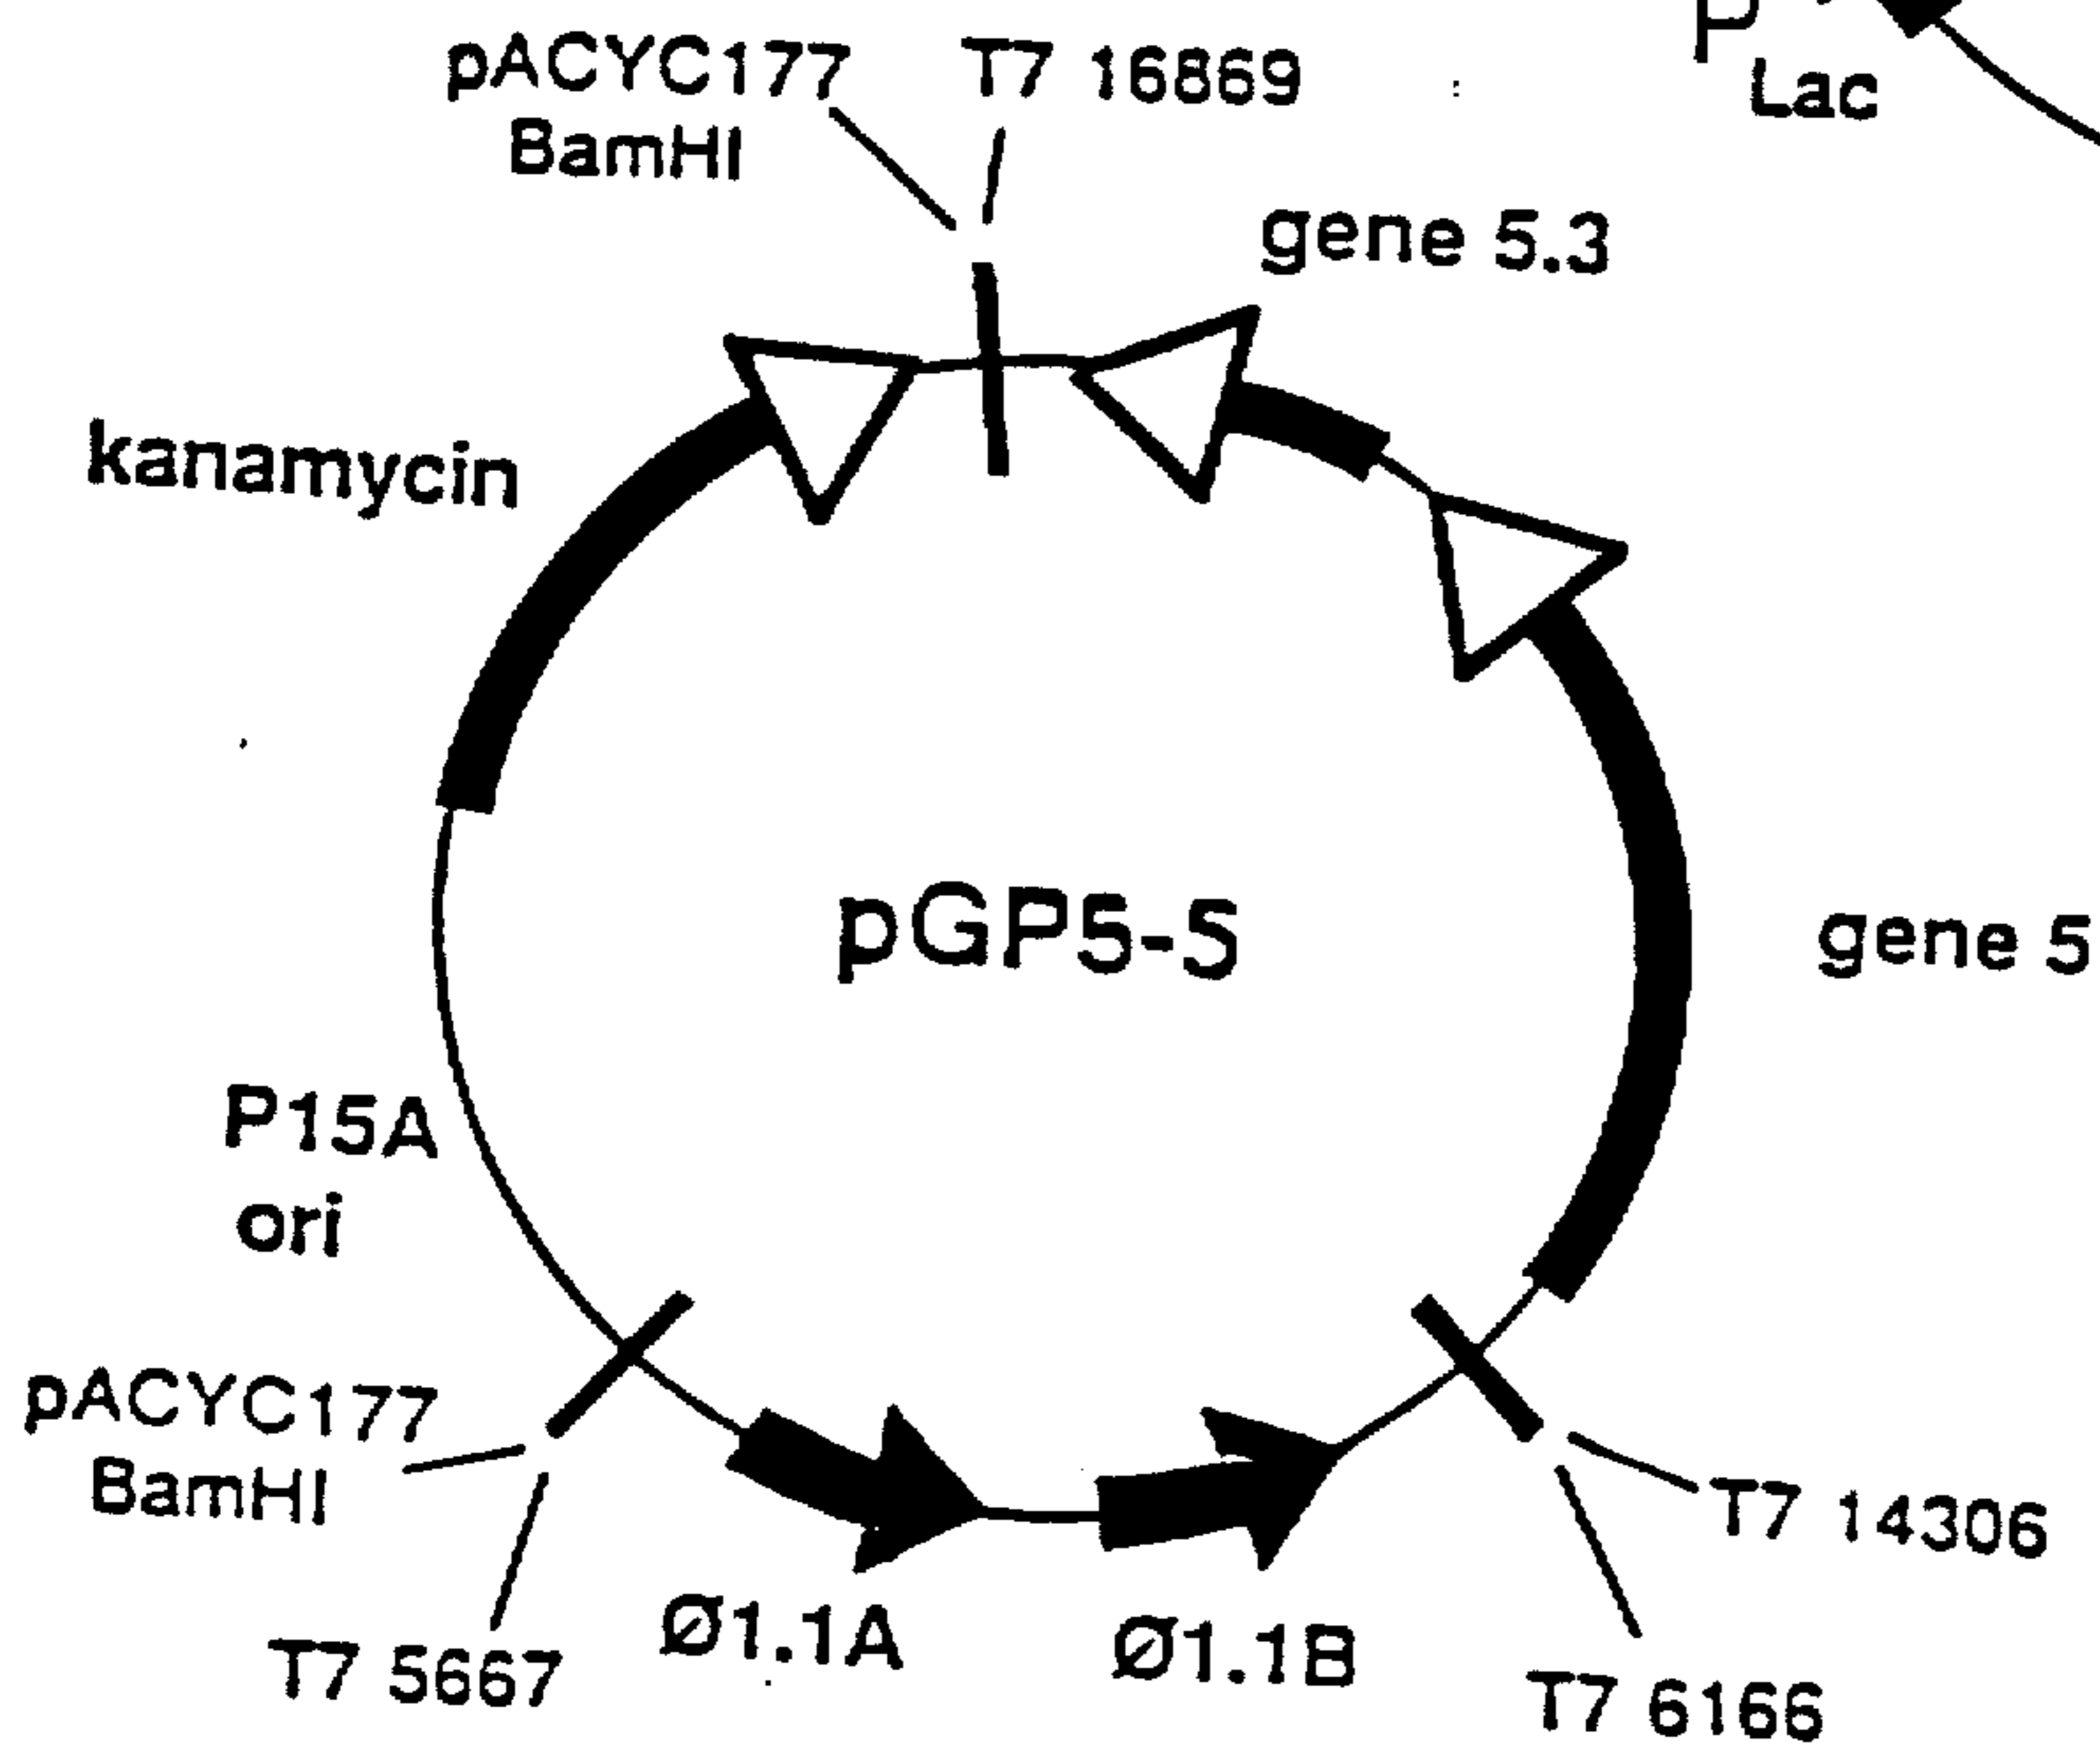 P
Lac
pACYC177
BamHI
T7 16869
gene 5.3
kanamycin
pGP5-S
gene 5
P15A
ori
pACYC177
BamHI
T7 14306
T7 5667
Ø1.1A
Ø1.1B
T7 6166